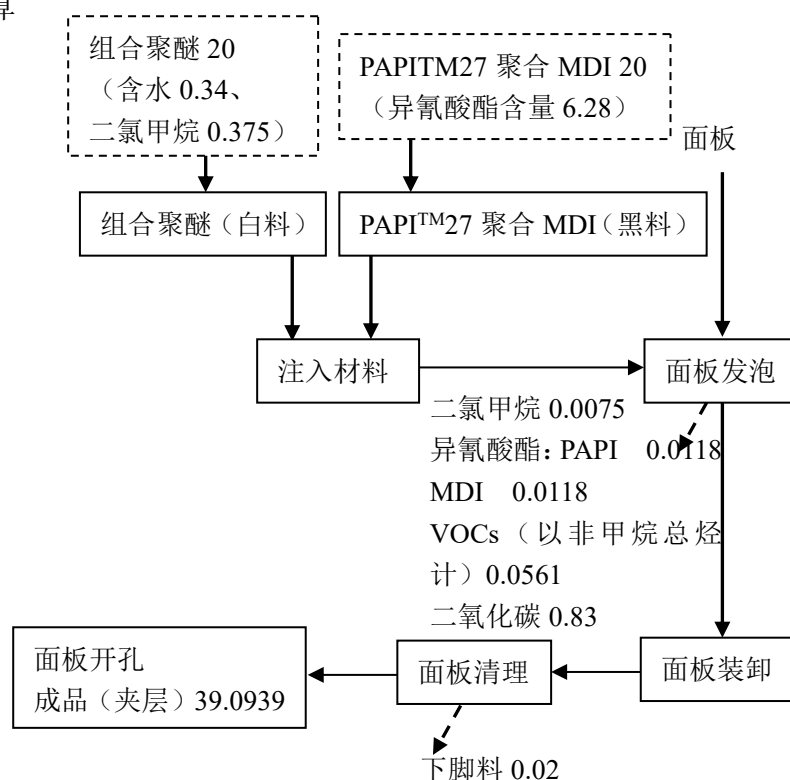 组合聚醚 20
（含水 0.34、
二氯甲烷 0.375）
PAPITM27 聚合 MDI 20
（异氰酸酯含量 6.28）
面板
组合聚醚（白料）
PAPI™27 聚合 MDI（黑料）
注入材料
面板发泡
二氯甲烷 0.0075
异氰酸酯：PAPI 0.0118
MDI 0.0118
VOCs（以非甲烷总烃
计）0.0561
二氧化碳 0.83
面板开孔
成品（夹层）39.0939
面板清理
面板装卸
下脚料 0.02